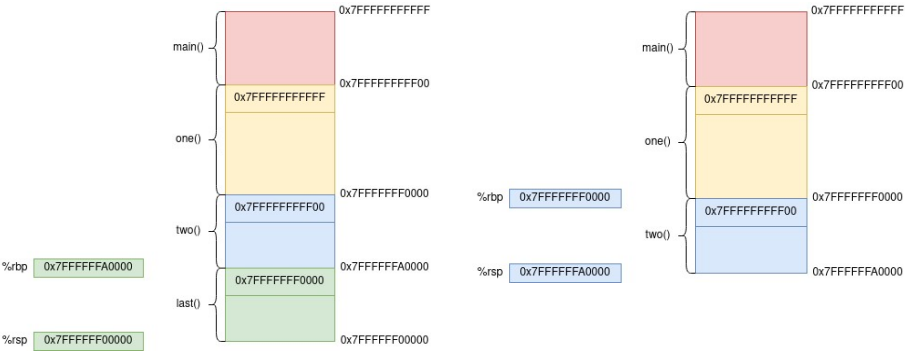 0x7FFFFFFFFFFF
main()
0x7FFFFFFFFF00
0x7FFFFFFFFFFF
one()
0x7FFFFFFF0000
0x7FFFFFFFFF00
two()
0x7FFFFFFA0000
%rbp 0x7FFFFFFA0000
0x7FFFFFFF0000
last()
%rsp 0x7FFFFFF00000
0x7FFFFFF00000
0x7FFFFFFFFFFF
main()
0x7FFFFFFFFF00
0x7FFFFFFFFFFF
one()
%rbp 0x7FFFFFFF0000
0x7FFFFFFF0000
0x7FFFFFFFFF00
two()
%rsp 0x7FFFFFFA0000
0x7FFFFFFA0000